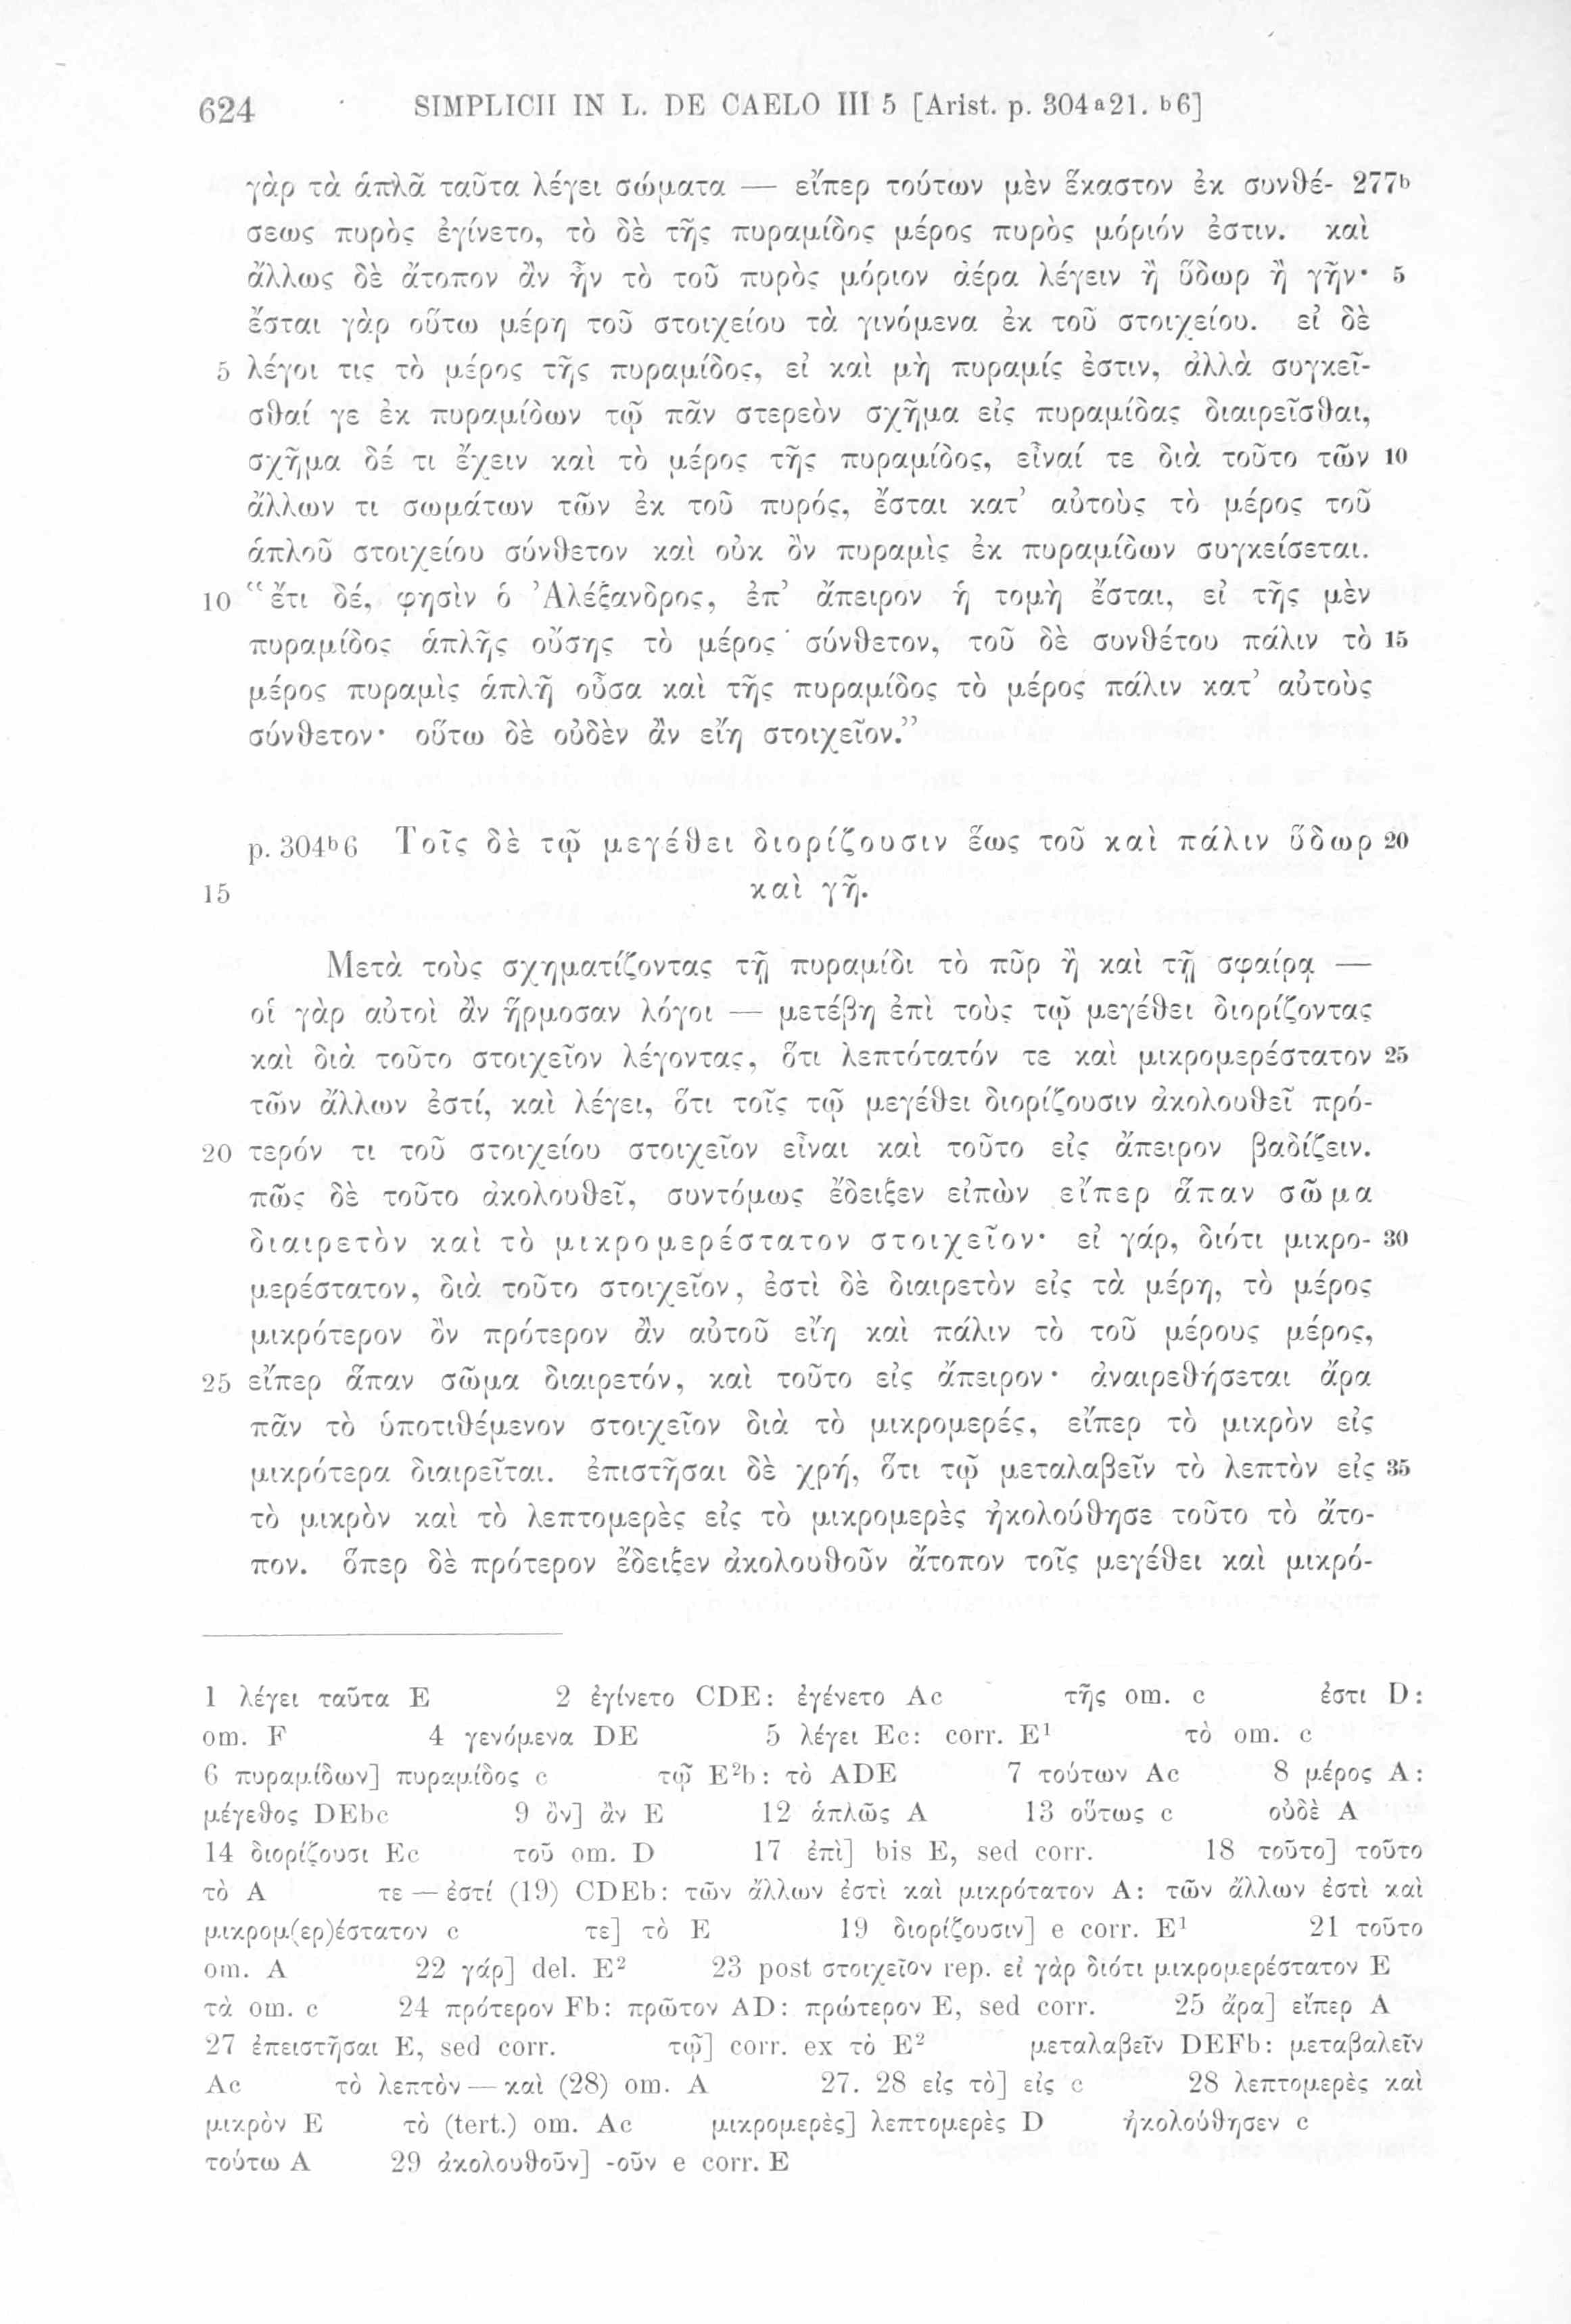 624 SIMPLICII IN L. DE CAELO III 5 [Arist. p. 304a21. b6]
γὰρ τὰ ἁπλᾶ ταῦτα λέγει σώματα — εἴπερ τούτων μὲν ἕκαστον ἐκ συνθέ- 277b
σεως πυρὸς ἐγίνετο, τὸ δὲ τῆς πυραμίδος μέρος πυρὸς μόριόν ἐστιν. καὶ
ἄλλως δὲ ἄτοπον ἂν ἦν τὸ τοῦ πυρὸς μόριον ἀέρα λέγειν ἢ ὕδωρ ἢ γῆν· 5
ἔσται γὰρ οὕτω μέρη τοῦ στοιχείου τὰ γινόμενα ἐκ τοῦ στοιχείου. εἰ δὲ
5 λέγοι τις τὸ μέρος τῆς πυραμίδος, εἰ καὶ μὴ πυραμίς ἐστιν, ἀλλὰ συγκεῖ-
σθαί γε ἐκ πυραμίδων τῷ πᾶν στερεὸν σχῆμα εἰς πυραμίδας διαιρεῖσθαι,
σχῆμα δέ τι ἔχειν καὶ τὸ μέρος τῆς πυραμίδος, εἶναί τε διὰ τοῦτο τῶν 10
ἄλλων τι σωμάτων τῶν ἐκ τοῦ πυρός, ἔσται κατ’ αὐτοὺς τὸ μέρος τοῦ
ἁπλοῦ στοιχείου σύνθετον καὶ οὐκ ὂν πυραμὶς ἐκ πυραμίδων συγκείσεται.
10 “ἔτι δέ, φησὶν ὁ Ἀλέξανδρος, ἐπ’ ἄπειρον ἡ τομὴ ἔσται, εἰ τῆς μὲν
πυραμίδος ἁπλῆς οὔσης τὸ μέρος σύνθετον, τοῦ δὲ συνθέτου πάλιν τὸ 15
μέρος πυραμὶς ἁπλῆ οὖσα καὶ τῆς πυραμίδος τὸ μέρος πάλιν κατ’ αὐτοὺς
σύνθετον· οὕτω δὲ οὐδὲν ἂν εἴη στοιχεῖον.”
p. 304b6 Τοῖς δὲ τῷ μεγέθει διορίζουσιν ἕως τοῦ καὶ πάλιν ὕδωρ 20
15 καὶ γῆ.
Μετὰ τοὺς σχηματίζοντας τῇ πυραμίδι τὸ πῦρ ἢ καὶ τῇ σφαίρᾳ —
οἱ γὰρ αὐτοὶ ἂν ἥρμοσαν λόγοι — μετέβη ἐπὶ τοὺς τῷ μεγέθει διορίζοντας
καὶ διὰ τοῦτο στοιχεῖον λέγοντας, ὅτι λεπτότατόν τε καὶ μικρομερέστατον 25
τῶν ἄλλων ἐστί, καὶ λέγει, ὅτι τοῖς τῷ μεγέθει διορίζουσιν ἀκολουθεῖ πρό-
20 τερόν τι τοῦ στοιχείου στοιχεῖον εἶναι καὶ τοῦτο εἰς ἄπειρον βαδίζειν.
πῶς δὲ τοῦτο ἀκολουθεῖ, συντόμως ἔδειξεν εἰπὼν εἴπερ ἅπαν σῶμα
διαιρετὸν καὶ τὸ μικρομερέστατον στοιχεῖον· εἰ γάρ, διότι μικρο- 30
μερέστατον, διὰ τοῦτο στοιχεῖον, ἐστὶ δὲ διαιρετὸν εἰς τὰ μέρη, τὸ μέρος
μικρότερον ὂν πρότερον ἂν αὐτοῦ εἴη καὶ πάλιν τὸ τοῦ μέρους μέρος,
25 εἴπερ ἅπαν σῶμα διαιρετόν, καὶ τοῦτο εἰς ἄπειρον· ἀναιρεθήσεται ἄρα
πᾶν τὸ ὑποτιθέμενον στοιχεῖον διὰ τὸ μικρομερές, εἴπερ τὸ μικρὸν εἰς
μικρότερα διαιρεῖται. ἐπιστῆσαι δὲ χρή, ὅτι τῷ μεταλαβεῖν τὸ λεπτὸν εἰς 35
τὸ μικρὸν καὶ τὸ λεπτομερὲς εἰς τὸ μικρομερὲς ἠκολούθησε τοῦτο τὸ ἄτο-
πον. ὅπερ δὲ πρότερον ἔδειξεν ἀκολουθοῦν ἄτοπον τοῖς μεγέθει καὶ μικρό-
1 λέγει ταῦτα E 2 ἐγίνετο CDE: ἐγένετο Ac τῆς om. c ἐστι D:
om. F 4 γενόμενα DE 5 λέγει Ec: corr. E1 τὸ om. c
6 πυραμίδων] πυραμίδος c τῷ E2b: τὸ ADE 7 τούτων Ac 8 μέρος A:
μέγεθος DEbc 9 ὂν] ἂν E 12 ἁπλῶς A 13 οὕτως c οὐδὲ A
14 διορίζουσι Ec τοῦ om. D 17 ἐπὶ] bis E, sed corr. 18 τοῦτο] τοῦτο
τὸ A τε — ἐστί (19) CDEb: τῶν ἄλλων ἐστὶ καὶ μικρότατον A: τῶν ἄλλων ἐστὶ καὶ
μικρομ(ερ)έστατον c τε] τὸ E 19 διορίζουσιν] e corr. E1 21 τοῦτο
om. A 22 γάρ] del. E2 23 post στοιχεῖον rep. εἰ γὰρ διότι μικρομερέστατον E
τὰ om. c 24 πρότερον Fb: πρῶτον AD: πρώτερον E, sed corr. 25 ἄρα] εἴπερ A
27 ἐπειστῆσαι E, sed corr. τῷ] corr. ex τὸ E2 μεταλαβεῖν DEFb: μεταβαλεῖν
Ac τὸ λεπτὸν — καὶ (28) om. A 27. 28 εἰς τὸ] εἰς c 28 λεπτομερὲς καὶ
μικρὸν E τὸ (tert.) om. Ac μικρομερὲς] λεπτομερὲς D ἠκολούθησεν c
τούτω A 29 ἀκολουθοῦν] -οῦν e corr. E